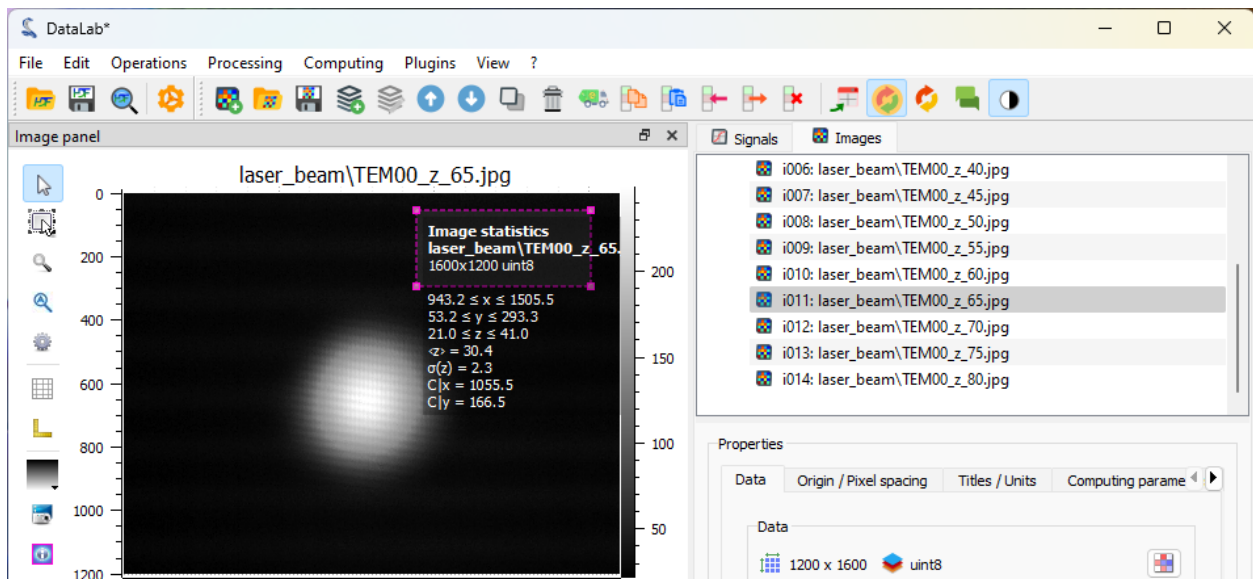 DataLab*
File Edit Operations Processing Computing Plugins View ?
Image panel
laser_beam\TEM00_z_65.jpg
0
200
400
600
800
1000
1200
Image statistics
laser_beam\TEM00_z_65.
1600x1200 uint8
943.2 ≤ x ≤ 1505.5
53.2 ≤ y ≤ 293.3
21.0 ≤ z ≤ 41.0
<z> = 30.4
σ(z) = 2.3
C|x = 1055.5
C|y = 166.5
200
150
100
50
Signals Images
i006: laser_beam\TEM00_z_40.jpg
i007: laser_beam\TEM00_z_45.jpg
i008: laser_beam\TEM00_z_50.jpg
i009: laser_beam\TEM00_z_55.jpg
i010: laser_beam\TEM00_z_60.jpg
i011: laser_beam\TEM00_z_65.jpg
i012: laser_beam\TEM00_z_70.jpg
i013: laser_beam\TEM00_z_75.jpg
i014: laser_beam\TEM00_z_80.jpg
Properties
Data Origin / Pixel spacing Titles / Units Computing parame
Data
1200 x 1600 uint8